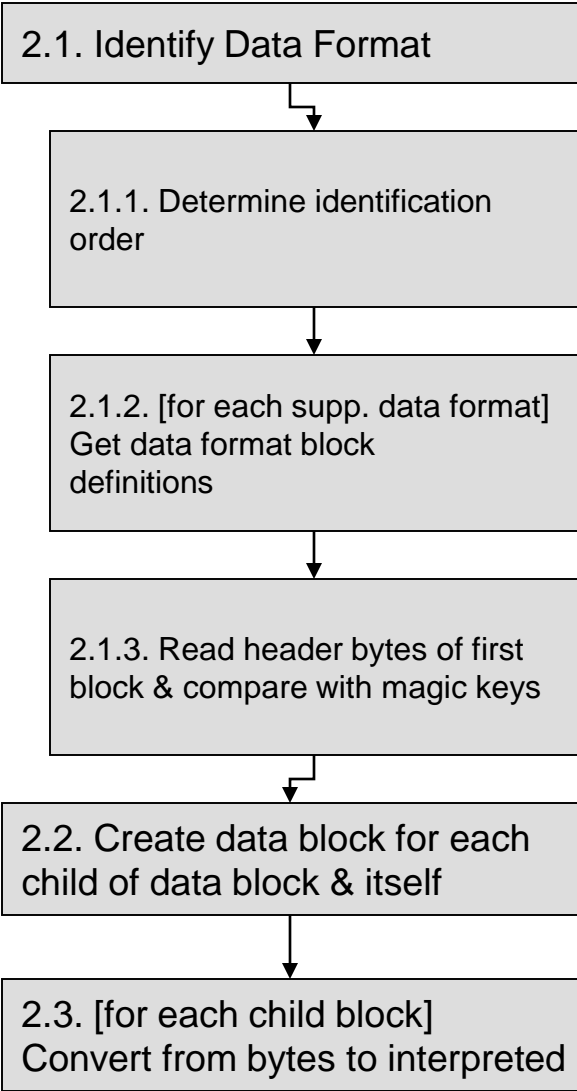 2.1. Identify Data Format
2.1.1. Determine identification
order
2.1.2. [for each supp. data format]
Get data format block
definitions
2.1.3. Read header bytes of first
block & compare with magic keys
2.2. Create data block for each
child of data block & itself
2.3. [for each child block]
Convert from bytes to interpreted